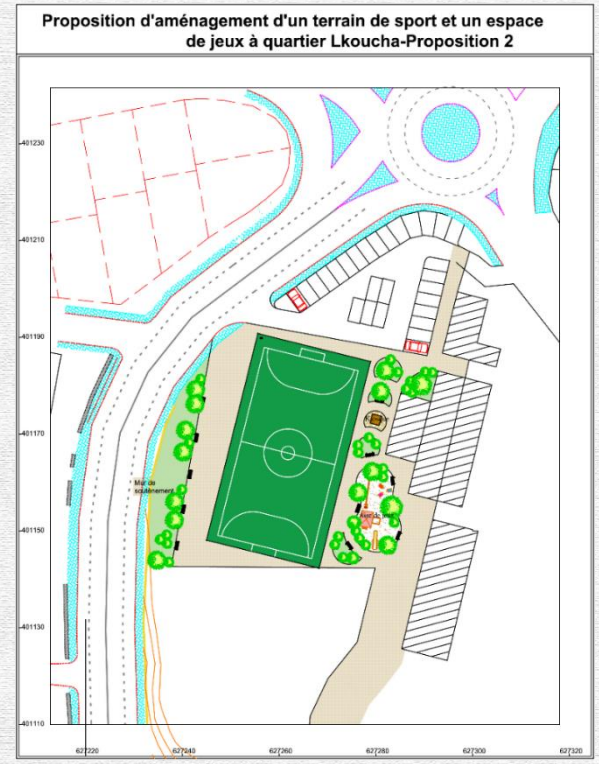 Proposition d'aménagement d'un terrain de sport et un espace
de jeux à quartier Lkoucha-Proposition 2
401230
401210
401190
401170
Mur de
soutènement
401150
401130
401110
627220 627240 627260 627280 627300 627320